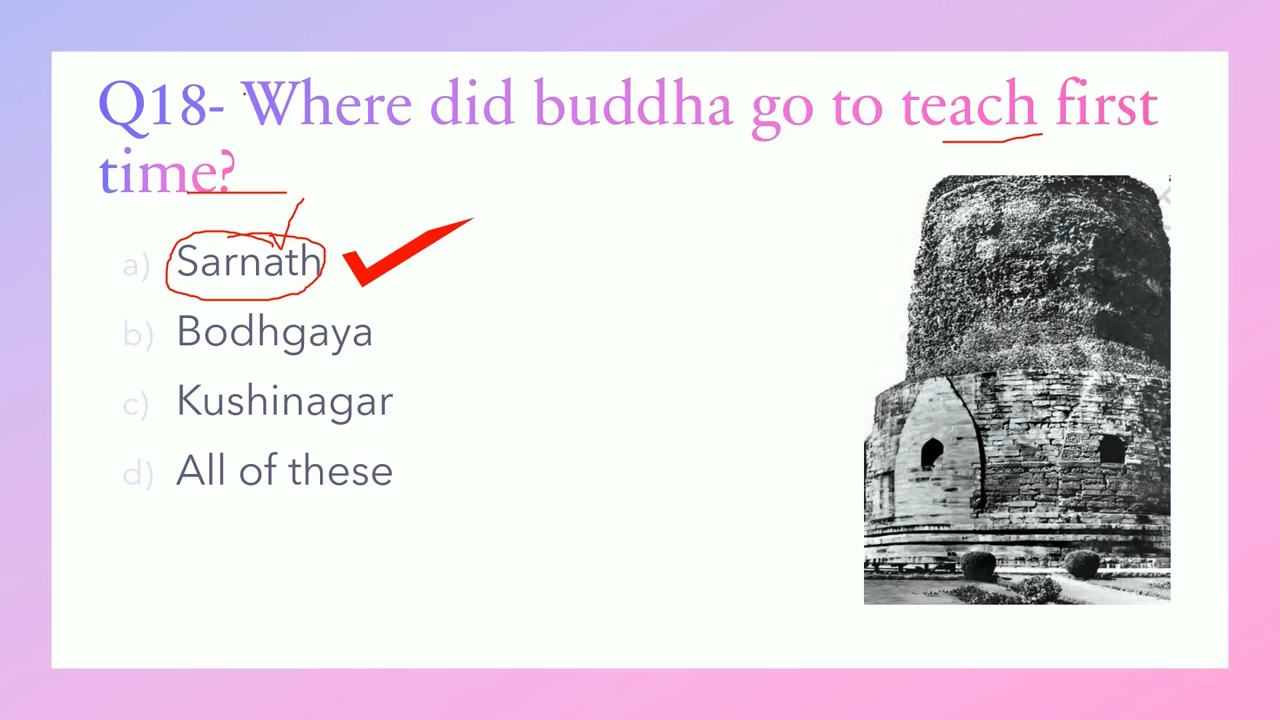 Q18- Where did buddha go to teach first
time?
a) Sarnath
b) Bodhgaya
c) Kushinagar
d) All of these